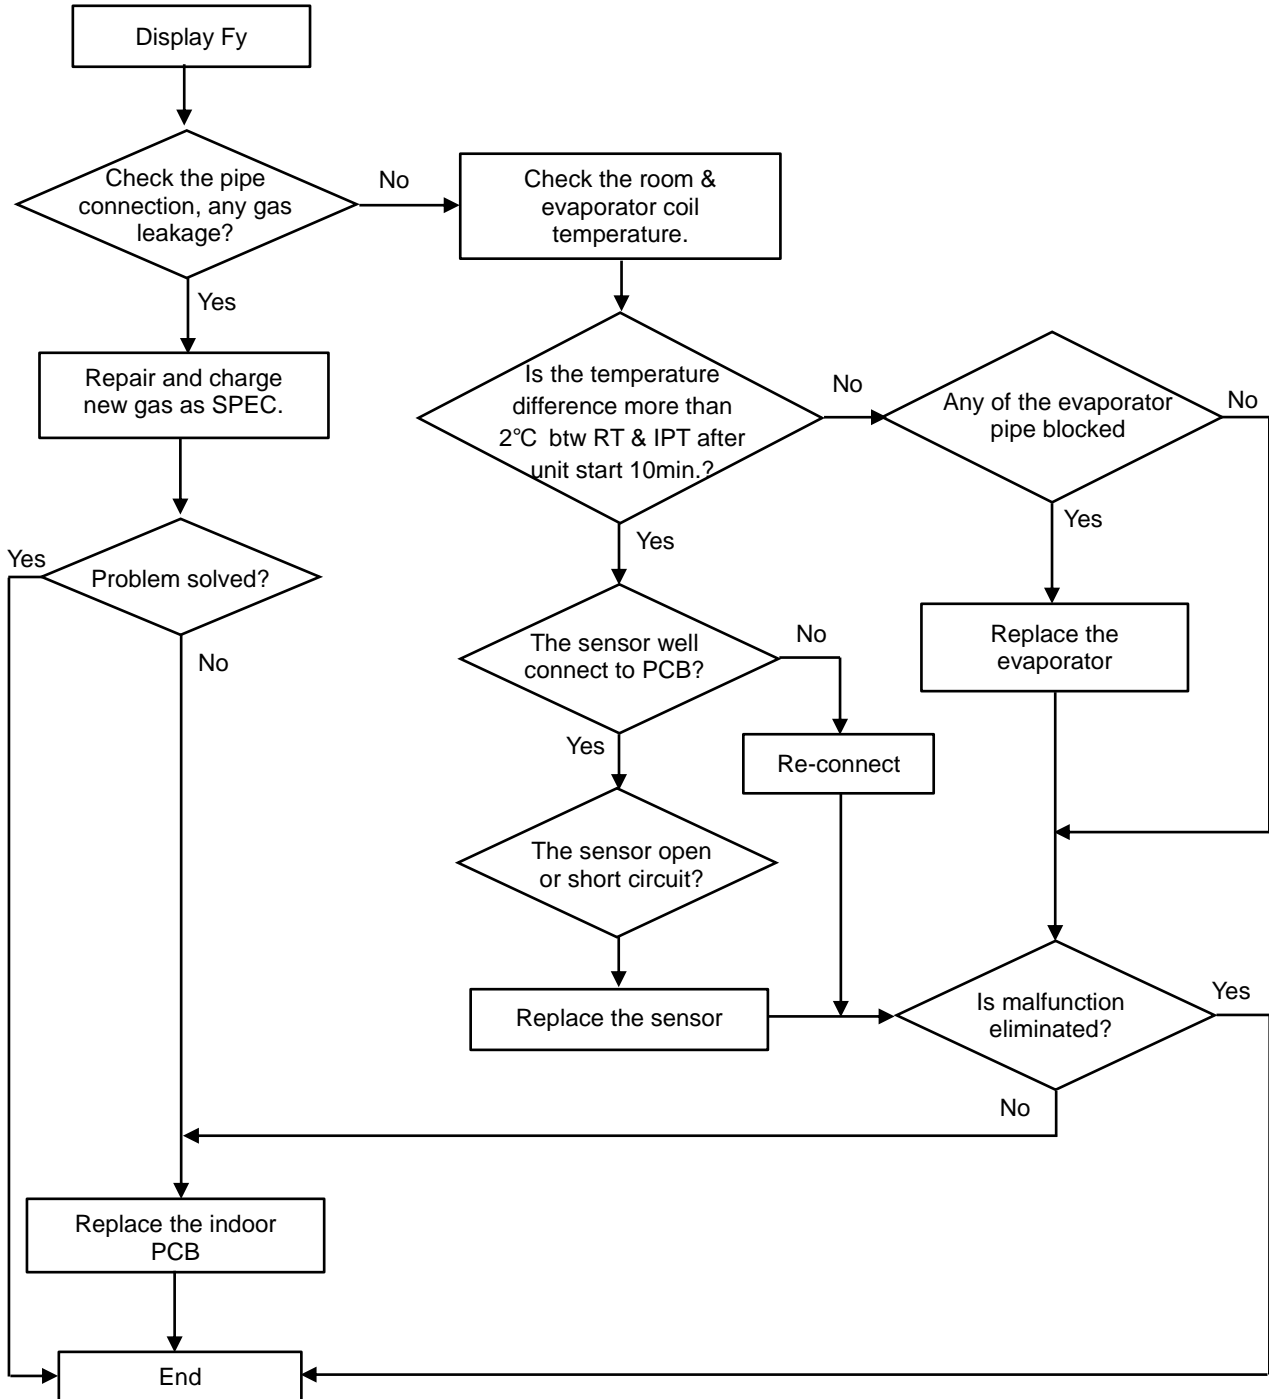 Display Fy
Check the pipe
connection, any gas
leakage?
No
Check the room &
evaporator coil
temperature.
Yes
Repair and charge
new gas as SPEC.
Is the temperature
difference more than
2℃ btw RT & IPT after
unit start 10min.?
No
Any of the evaporator
pipe blocked
No
Yes
Yes
Yes
Problem solved?
No
The sensor well
connect to PCB?
No
Replace the
evaporator
Yes
Re-connect
The sensor open
or short circuit?
Replace the sensor
Is malfunction
eliminated?
Yes
No
Replace the indoor
PCB
End